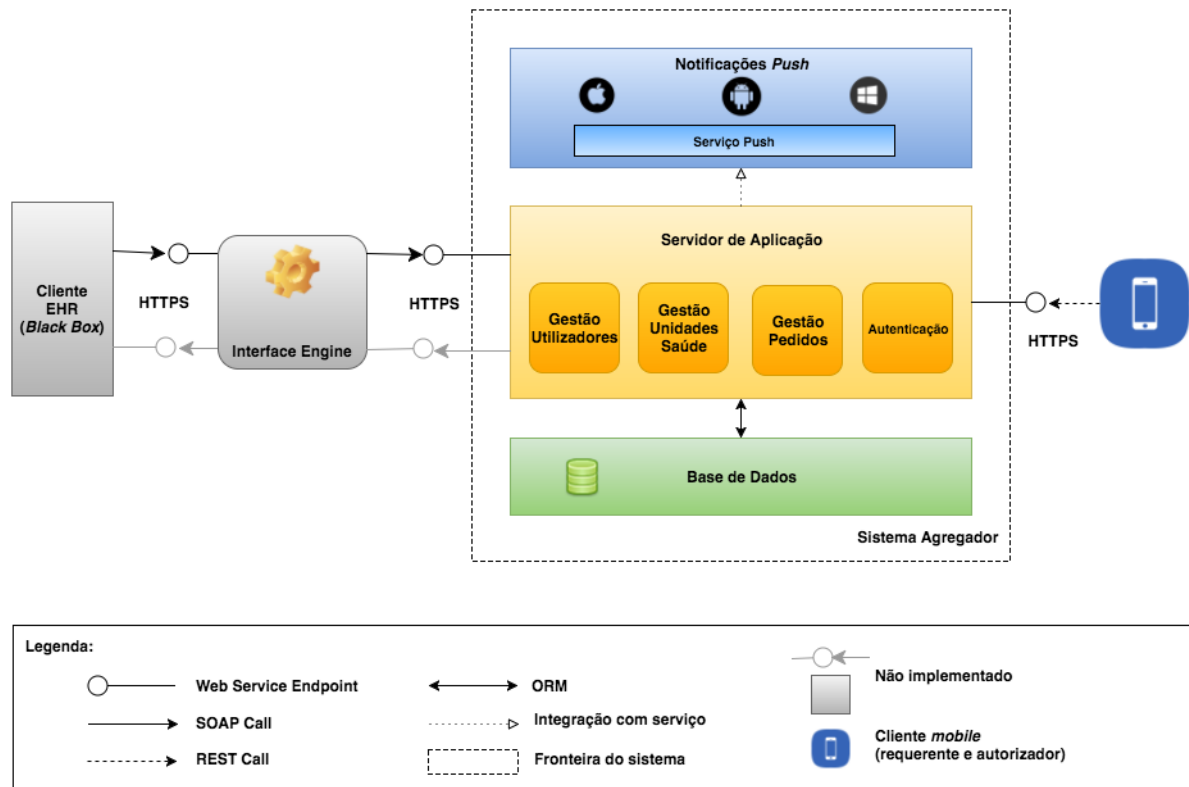 Notificações Push
Serviço Push
Servidor de Aplicação
Cliente
EHR
(Black Box)
HTTPS
Interface Engine
HTTPS
Gestão
Utilizadores
Gestão
Unidades
Saúde
Gestão
Pedidos
Autenticação
HTTPS
Base de Dados
Sistema Agregador
Legenda:
Web Service Endpoint
SOAP Call
REST Call
ORM
Integração com serviço
Fronteira do sistema
Não implementado
Cliente mobile
(requerente e autorizador)